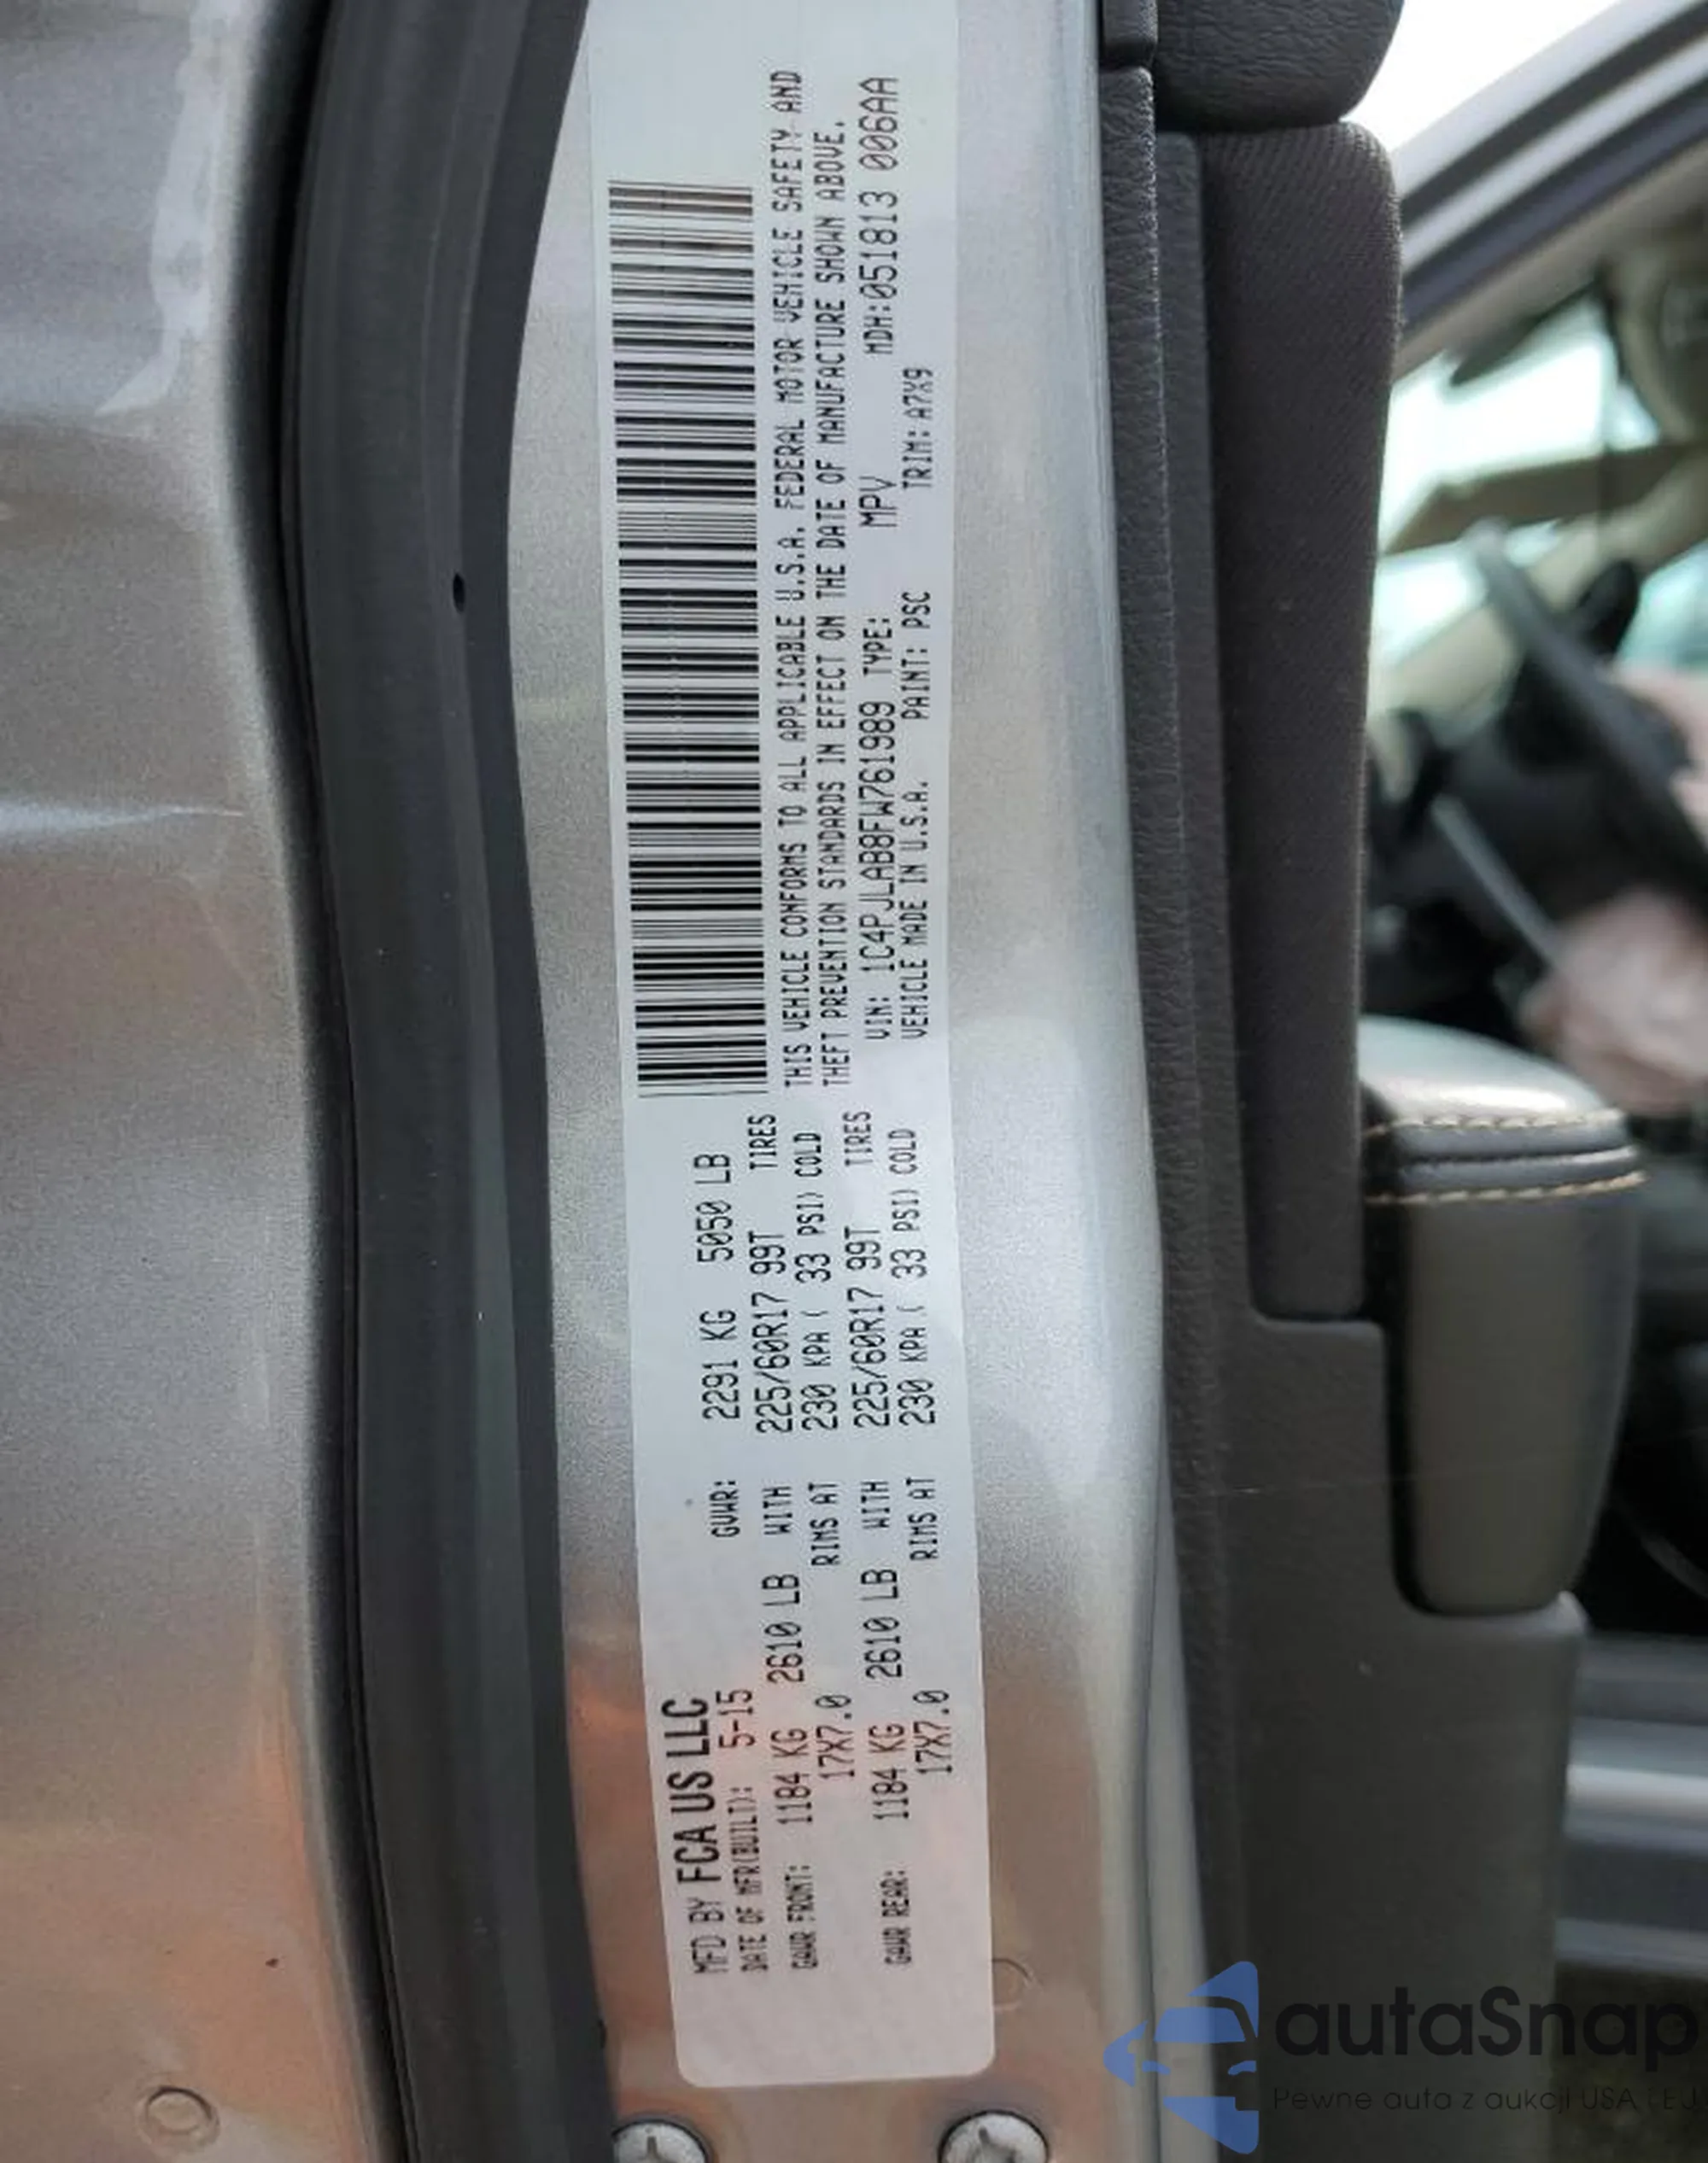 MFD BY FCA US LLC
DATE OF MFR(BUILT): 5-15
GVWR: 2291 KG 5050 LB
GAWR FRONT: 1184 KG 2610 LB WITH 225/60R17 99T TIRES
17X7.0 RIMS AT 230 KPA ( 33 PSI) COLD
GAWR REAR: 1184 KG 2610 LB WITH 225/60R17 99T TIRES
17X7.0 RIMS AT 230 KPA ( 33 PSI) COLD
THIS VEHICLE CONFORMS TO ALL APPLICABLE U.S.A. FEDERAL MOTOR VEHICLE SAFETY AND
THEFT PREVENTION STANDARDS IN EFFECT ON THE DATE OF MANUFACTURE SHOWN ABOVE.
VIN: 1C4PJLAB8FW761989 TYPE: MPV MDH:051813 006AA
VEHICLE MADE IN U.S.A. PAINT: PSC TRIM: A7X9
autaSnap
Pewne auta z aukcji USA i EU